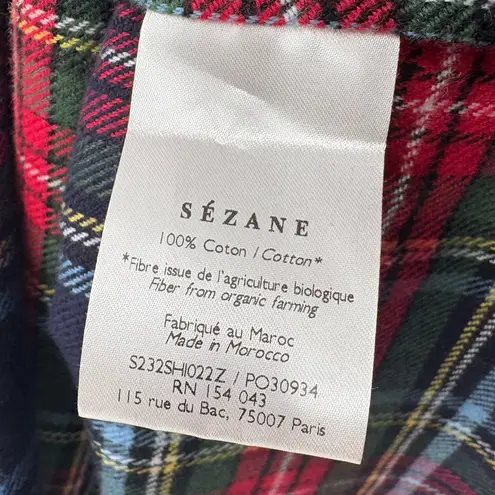 SÉZANE
100% Coton / Cotton*
*Fibre issue de l'agriculture biologique
Fiber from organic farming
Fabriqué au Maroc
Made in Morocco
S232SHI022Z / PO30934
RN 154 043
115 rue du Bac, 75007 Paris